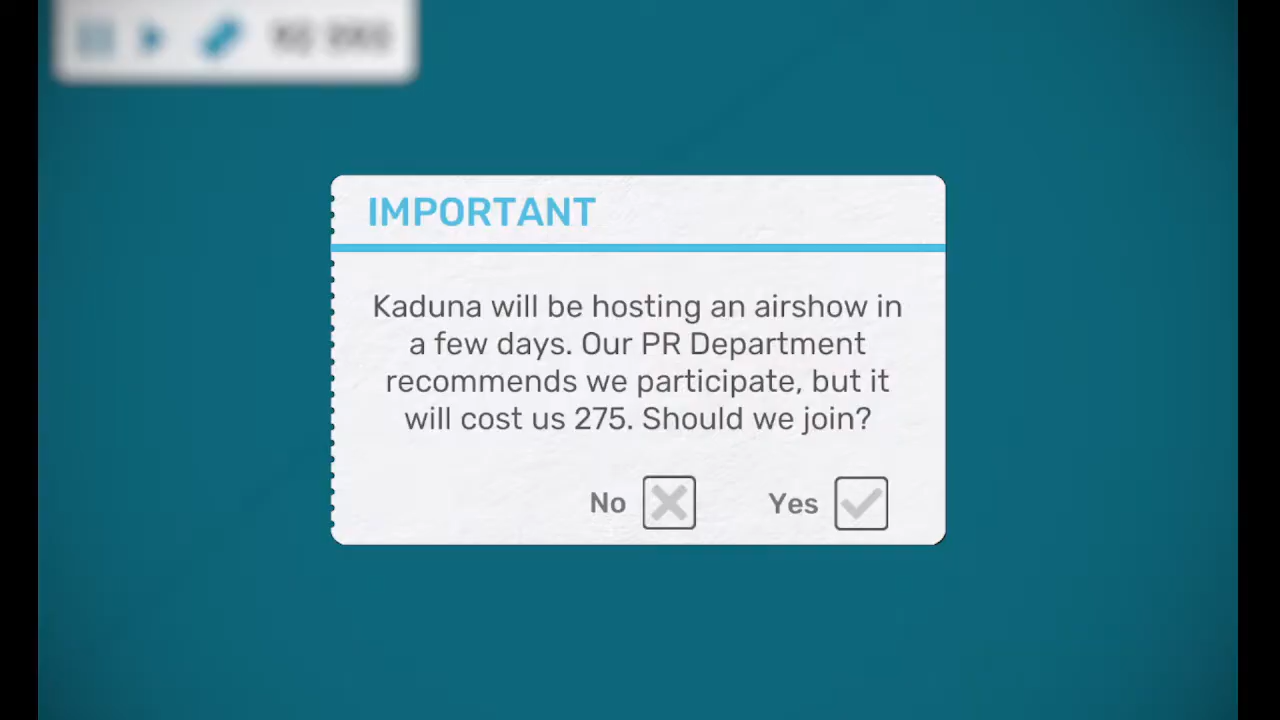 IMPORTANT
Kaduna will be hosting an airshow in
a few days. Our PR Department
recommends we participate, but it
will cost us 275. Should we join?
No
Yes